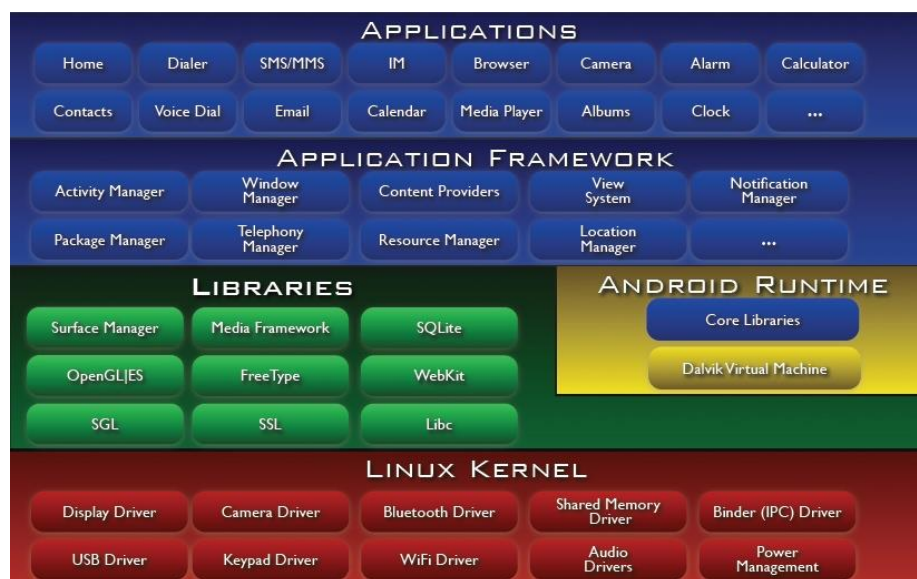 APPLICATIONS
Home
Dialer
SMS/MMS
IM
Browser
Camera
Alarm
Calculator
Contacts
Voice Dial
Email
Calendar
Media Player
Albums
Clock
...
APPLICATION FRAMEWORK
Activity Manager
Window
Manager
Content Providers
View
System
Notification
Manager
Package Manager
Telephony
Manager
Resource Manager
Location
Manager
...
LIBRARIES
Surface Manager
Media Framework
SQLite
OpenGL|ES
FreeType
WebKit
SGL
SSL
Libc
ANDROID RUNTIME
Core Libraries
Dalvik Virtual Machine
LINUX KERNEL
Display Driver
Camera Driver
Bluetooth Driver
Shared Memory
Driver
Binder (IPC) Driver
USB Driver
Keypad Driver
WiFi Driver
Audio
Drivers
Power
Management